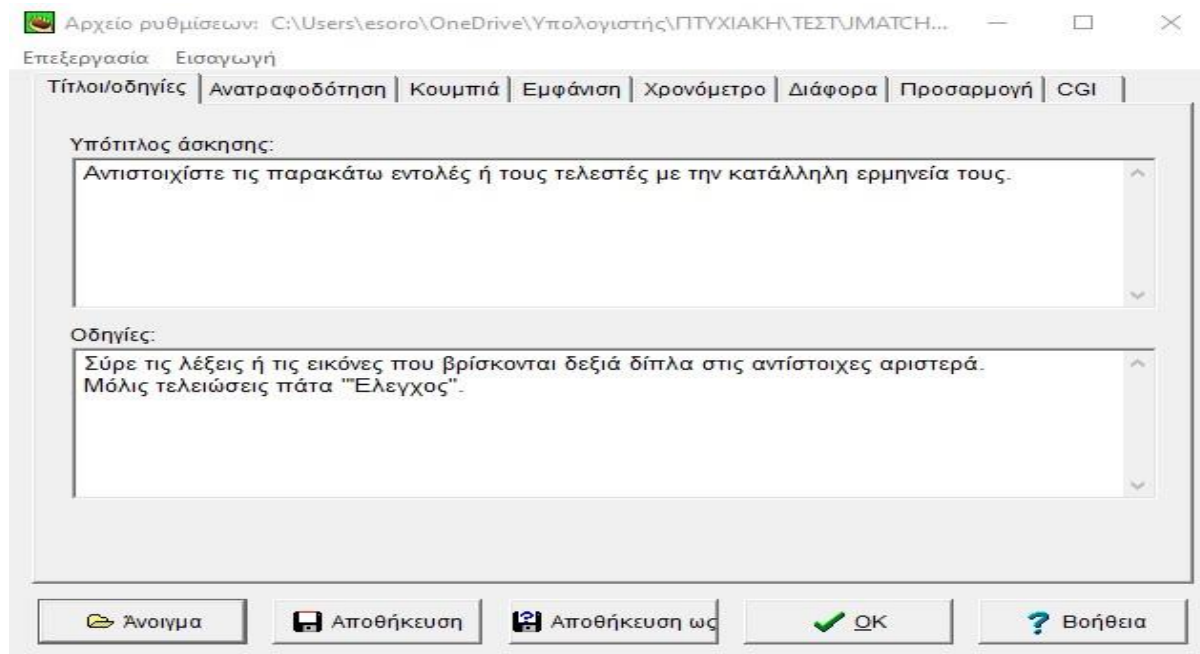 Αρχείο ρυθμίσεων: C:\Users\esoro\OneDrive\Υπολογιστής\ΠΤΥΧΙΑΚΗ\ΤΕΣΤ\JMATCH...
Επεξεργασία Εισαγωγή
Τίτλοι/οδηγίες Ανατραφοδότηση Κουμπιά Εμφάνιση Χρονόμετρο Διάφορα Προσαρμογή CGI
Υπότιτλος άσκησης:
Αντιστοιχίστε τις παρακάτω εντολές ή τους τελεστές με την κατάλληλη ερμηνεία τους.
Οδηγίες:
Σύρε τις λέξεις ή τις εικόνες που βρίσκονται δεξιά δίπλα στις αντίστοιχες αριστερά.
Μόλις τελειώσεις πάτα "Έλεγχος".
Άνοιγμα Αποθήκευση Αποθήκευση ως OK Βοήθεια